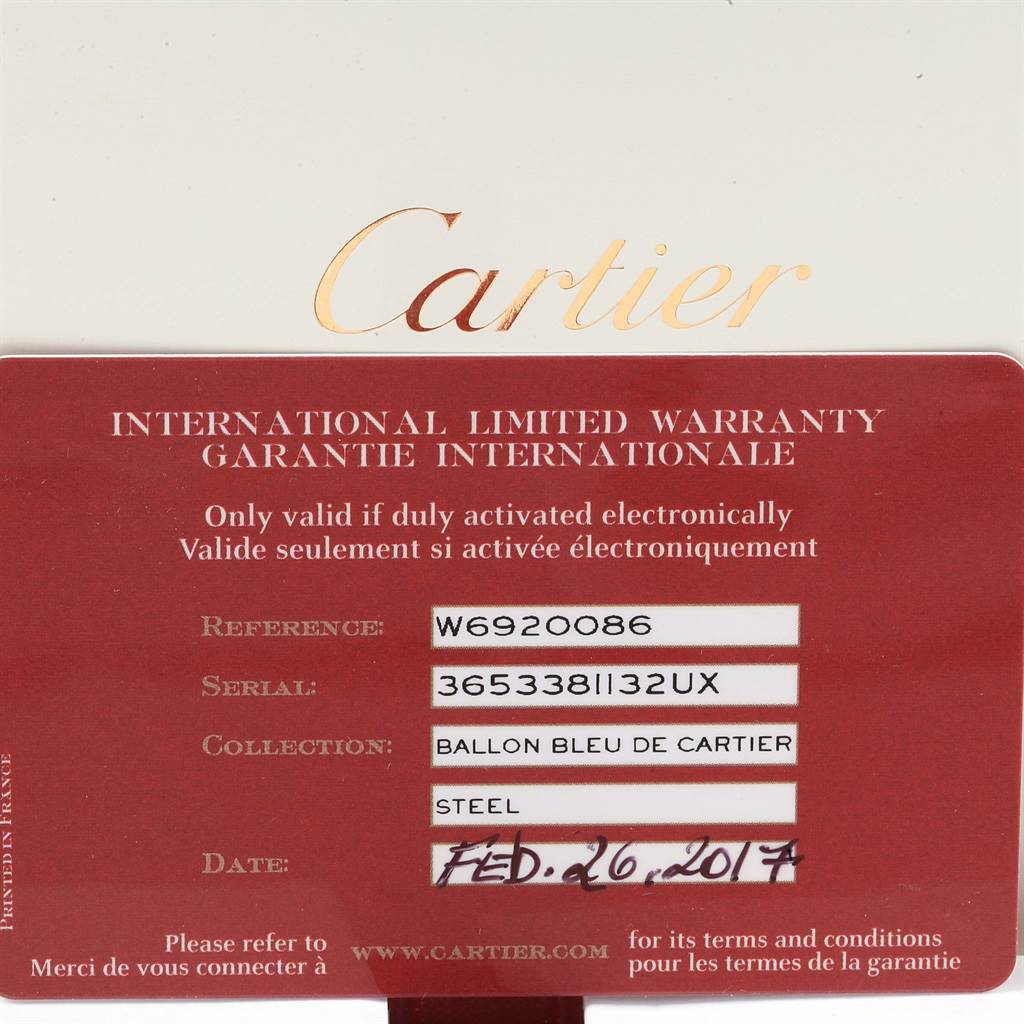 Cartier
INTERNATIONAL LIMITED WARRANTY
GARANTIE INTERNATIONALE
Only valid if duly activated electronically
Valide seulement si activée électroniquement
REFERENCE: W6920086
SERIAL: 3653381132UX
COLLECTION: BALLON BLEU DE CARTIER
STEEL
DATE: FEB. 26, 2017
PRINTED IN FRANCE
Please refer to
Merci de vous connecter à
WWW.CARTIER.COM
for its terms and conditions
pour les termes de la garantie